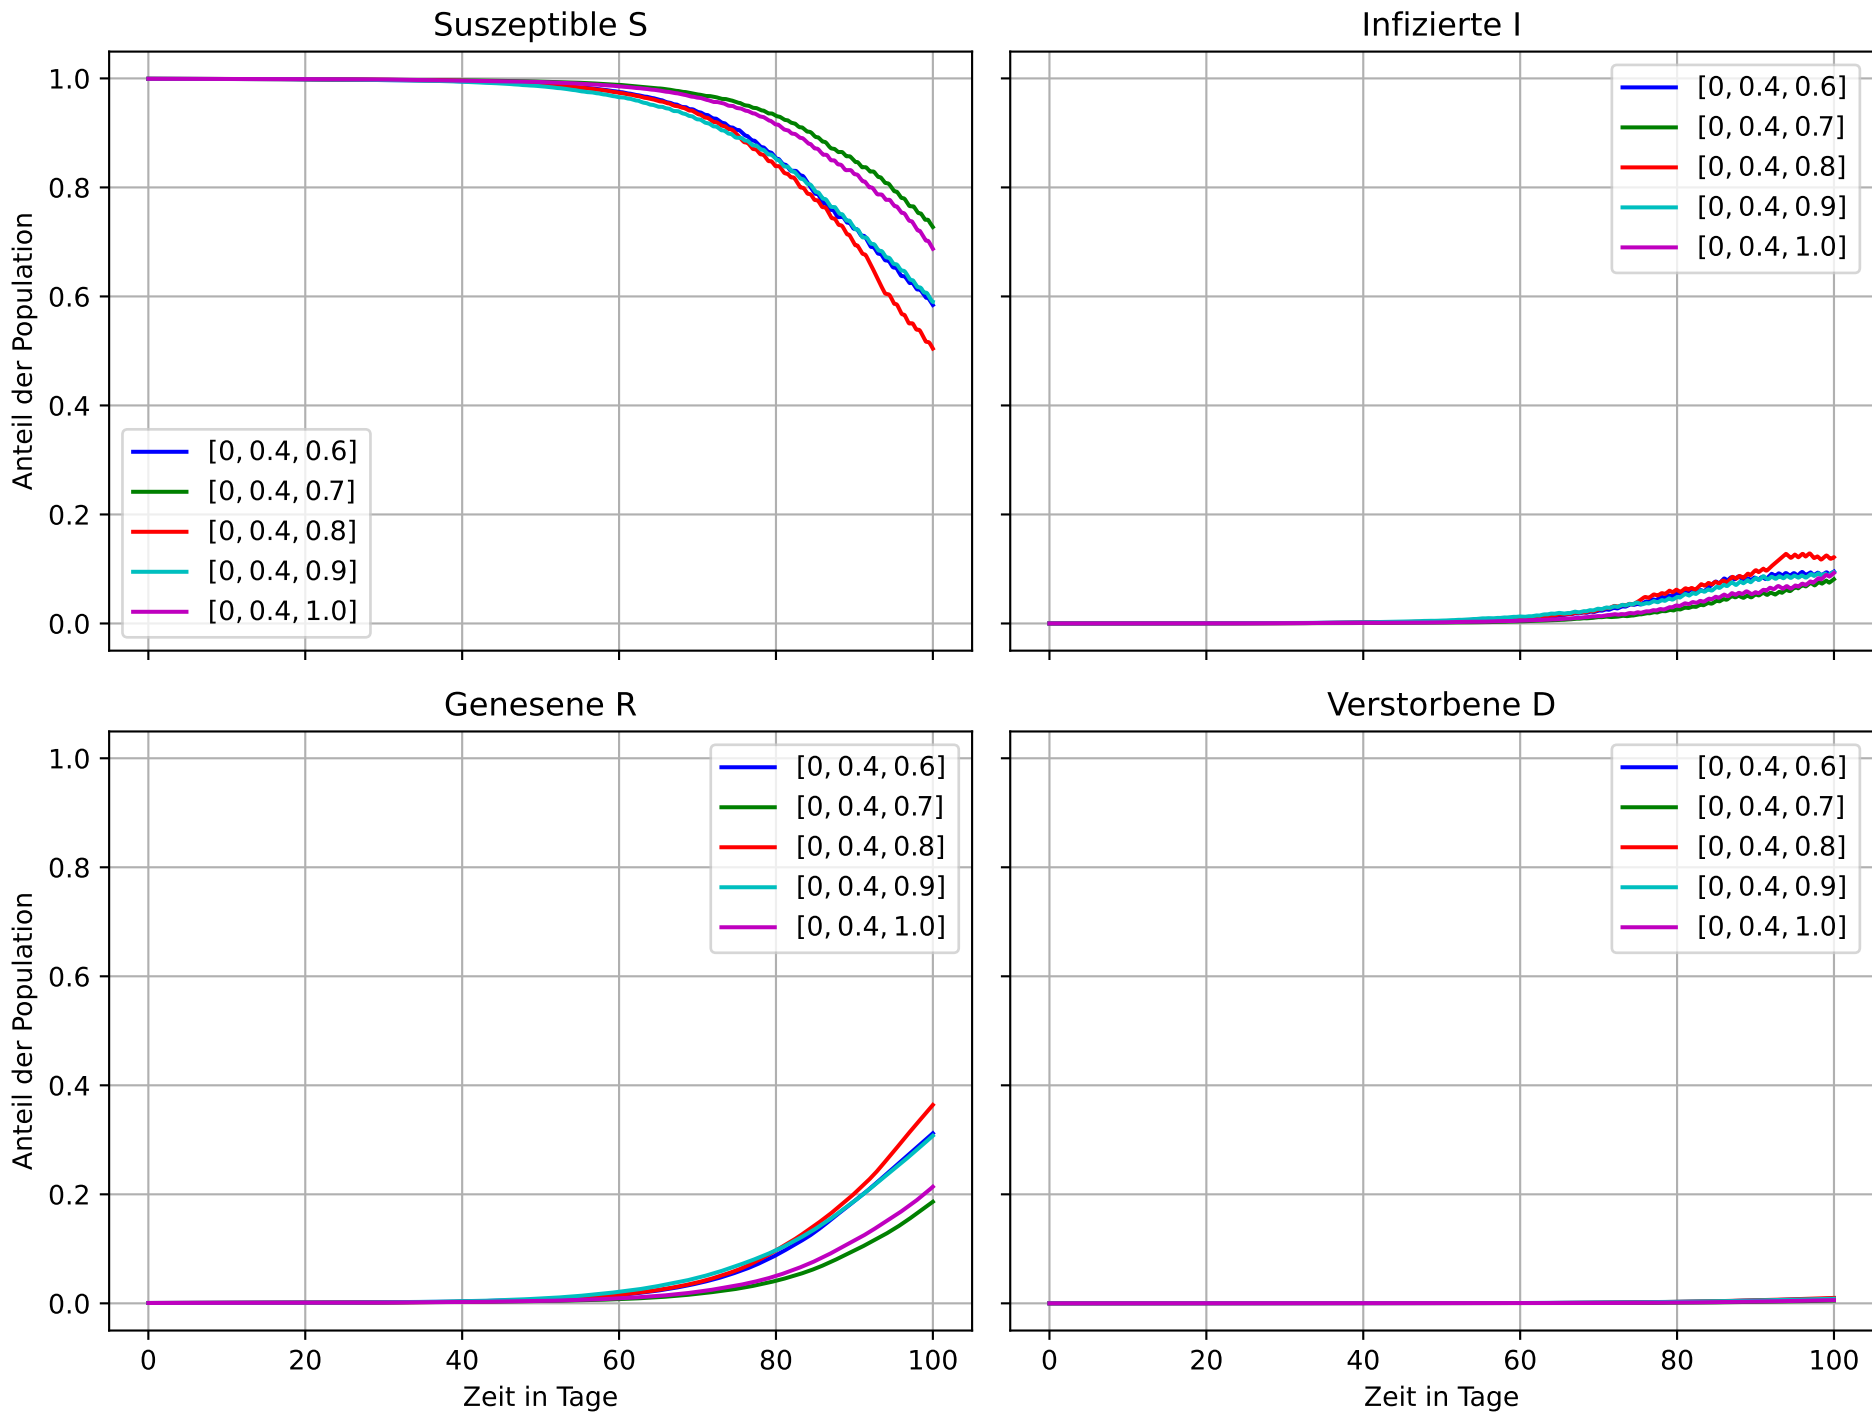 Suszeptible S
Anteil der Population
1.0
0.8
0.6
0.4
0.2
0.0
[0, 0.4, 0.6]
[0, 0.4, 0.7]
[0, 0.4, 0.8]
[0, 0.4, 0.9]
[0, 0.4, 1.0]
Infizierte I
[0, 0.4, 0.6]
[0, 0.4, 0.7]
[0, 0.4, 0.8]
[0, 0.4, 0.9]
[0, 0.4, 1.0]
Genesene R
Anteil der Population
1.0
0.8
0.6
0.4
0.2
0.0
[0, 0.4, 0.6]
[0, 0.4, 0.7]
[0, 0.4, 0.8]
[0, 0.4, 0.9]
[0, 0.4, 1.0]
0 20 40 60 80 100
Zeit in Tage
Verstorbene D
[0, 0.4, 0.6]
[0, 0.4, 0.7]
[0, 0.4, 0.8]
[0, 0.4, 0.9]
[0, 0.4, 1.0]
0 20 40 60 80 100
Zeit in Tage